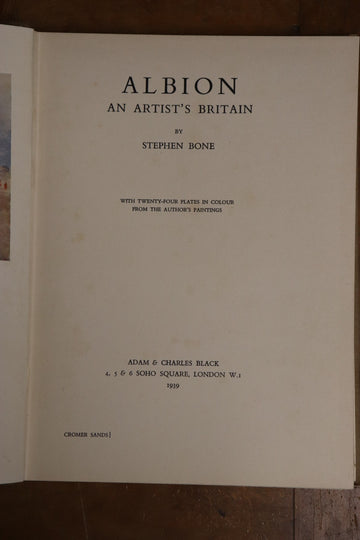 ALBION
AN ARTIST'S BRITAIN
BY
STEPHEN BONE
WITH TWENTY-FOUR PLATES IN COLOUR
FROM THE AUTHOR'S PAINTINGS
ADAM & CHARLES BLACK
4, 5 & 6 SOHO SQUARE, LONDON W.1
1939
CROMER SANDS]